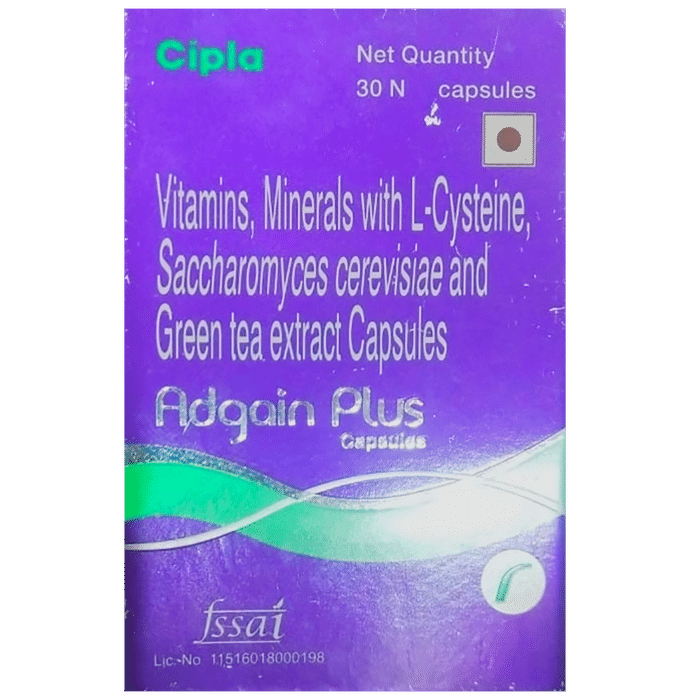 Cipla
Net Quantity
30 N capsules
Vitamins, Minerals with L-Cysteine,
Saccharomyces cerevisiae and
Green tea extract Capsules
Adgain Plus
Capsules
fssai
Lic. No 11516018000198